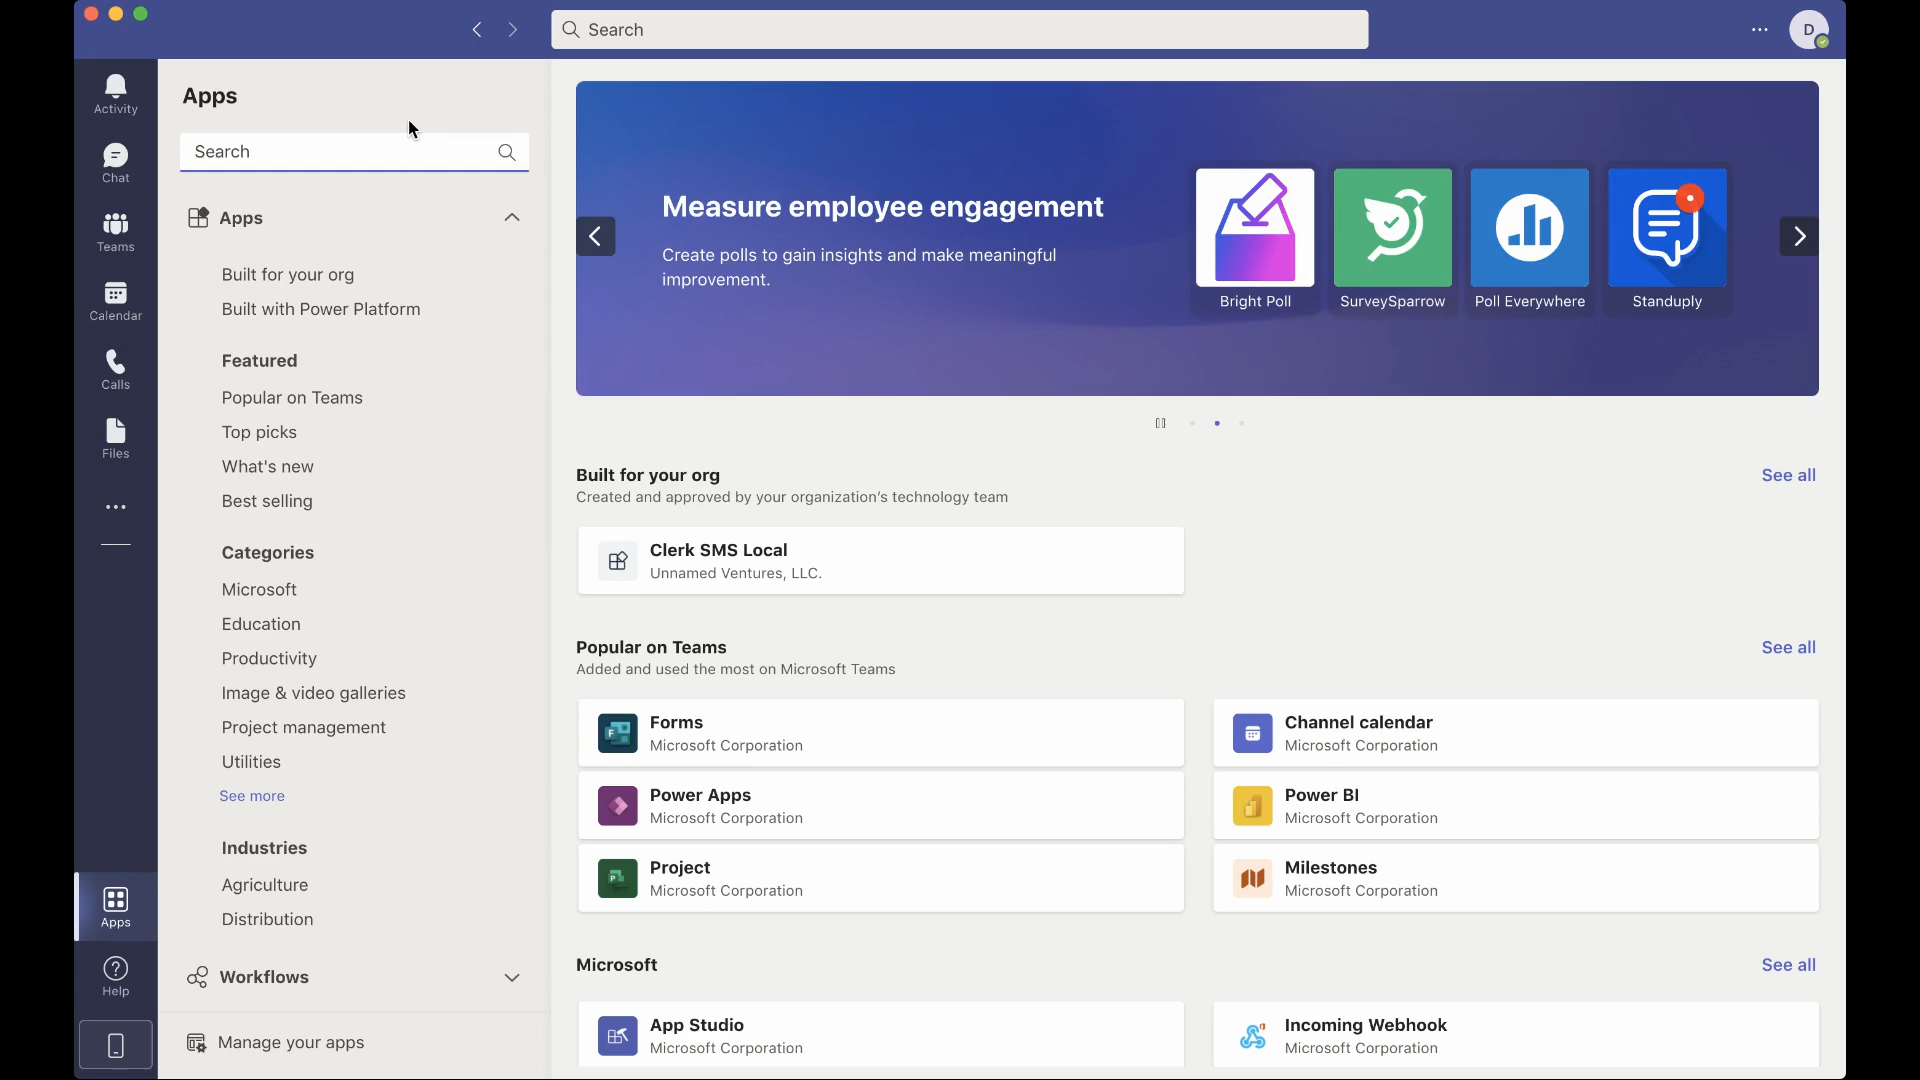 Search
D
Activity
Chat
Teams
Calendar
Calls
Files
Apps
Help
Apps
Search
Apps
Built for your org
Built with Power Platform
Featured
Popular on Teams
Top picks
What's new
Best selling
Categories
Microsoft
Education
Productivity
Image & video galleries
Project management
Utilities
See more
Industries
Agriculture
Distribution
Workflows
Manage your apps
Measure employee engagement
Create polls to gain insights and make meaningful
improvement.
Bright Poll
SurveySparrow
Poll Everywhere
Standuply
Built for your org
See all
Created and approved by your organization's technology team
Clerk SMS Local
Unnamed Ventures, LLC.
Popular on Teams
See all
Added and used the most on Microsoft Teams
F
Forms
Microsoft Corporation
Channel calendar
Microsoft Corporation
Power Apps
Microsoft Corporation
Power BI
Microsoft Corporation
P
Project
Microsoft Corporation
Milestones
Microsoft Corporation
Microsoft
See all
App Studio
Microsoft Corporation
Incoming Webhook
Microsoft Corporation